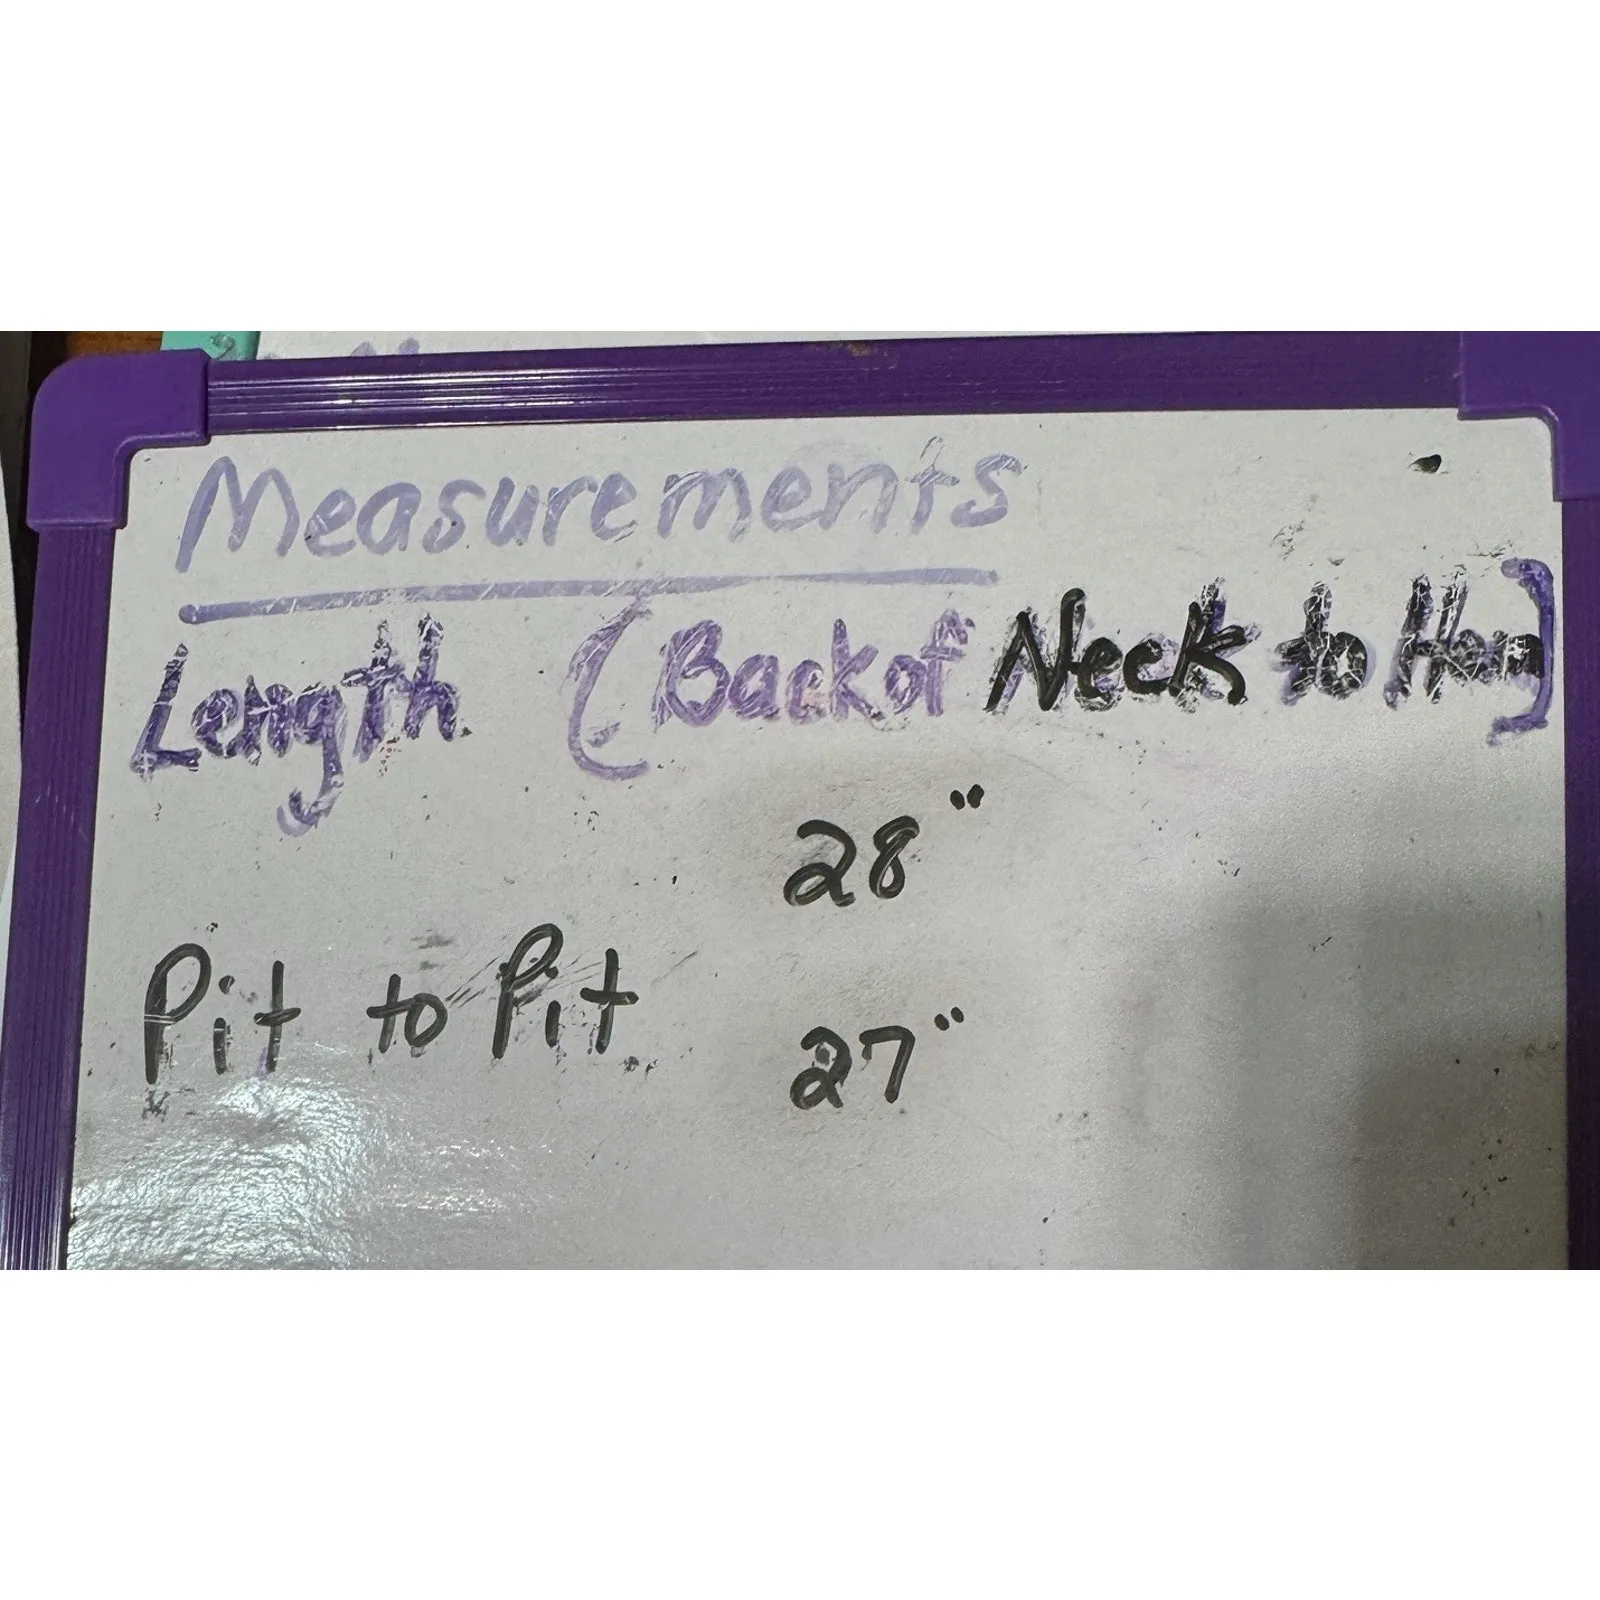 Measurements
Length (Back of Neck to Hem)
28"
Pit to Pit 27"